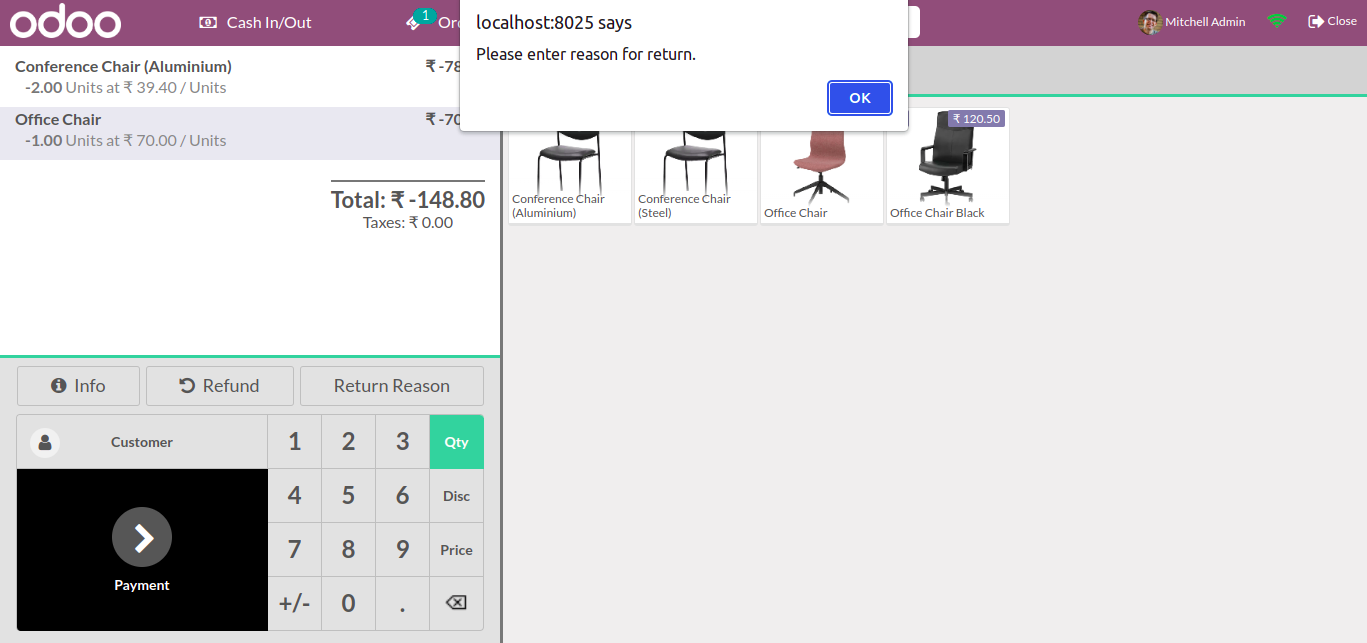 odoo
Cash In/Out
1
Ord
Mitchell Admin
Close
localhost:8025 says
Please enter reason for return.
OK
Conference Chair (Aluminium)
₹ -78
-2.00 Units at ₹ 39.40 / Units
Office Chair
₹ -70
-1.00 Units at ₹ 70.00 / Units
Total: ₹ -148.80
Taxes: ₹ 0.00
₹ 120.50
Conference Chair
(Aluminium)
Conference Chair
(Steel)
Office Chair
Office Chair Black
Info
Refund
Return Reason
Customer
1
2
3
Qty
4
5
6
Disc
7
8
9
Price
+/-
0
.
Payment